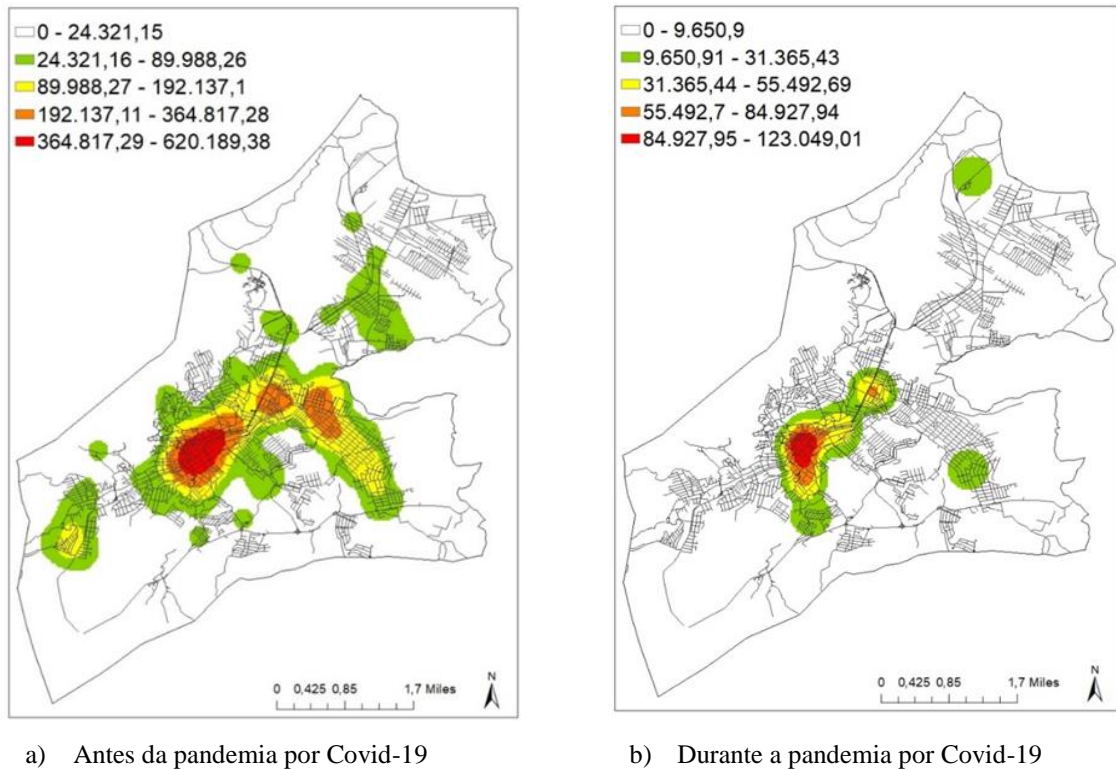 0 - 24.321,15
24.321,16 - 89.988,26
89.988,27 - 192.137,1
192.137,11 - 364.817,28
364.817,29 - 620.189,38
N
0 0,425 0,85 1,7 Miles
0 - 9.650,9
9.650,91 - 31.365,43
31.365,44 - 55.492,69
55.492,7 - 84.927,94
84.927,95 - 123.049,01
N
0 0,425 0,85 1,7 Miles
a) Antes da pandemia por Covid-19
b) Durante a pandemia por Covid-19